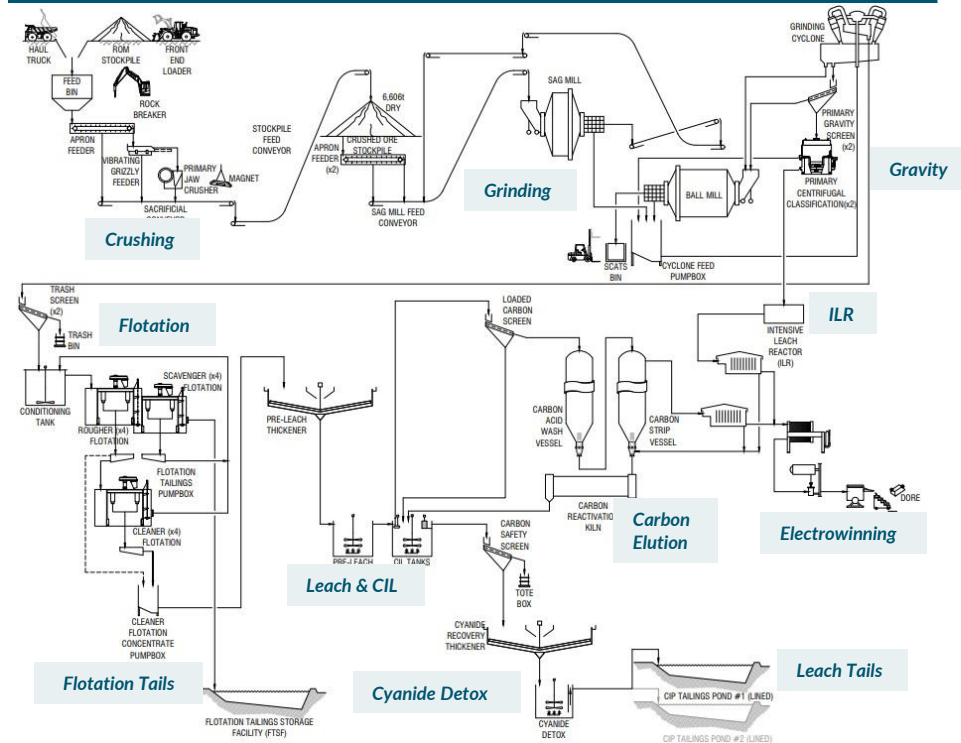 HAUL
TRUCK
ROM
STOCKPILE
FRONT
END
LOADER
FEED
BIN
ROCK
BREAKER
APRON
FEEDER
VIBRATING
GRIZZLY
FEEDER
PRIMARY
JAW
CRUSHER
MAGNET
SACRIFICIAL
Crushing
STOCKPILE
FEED
CONVEYOR
6,606t
DRY
CRUSHED ORE
STOCKPILE
APRON
FEEDER
(x2)
SAG MILL FEED
CONVEYOR
SAG MILL
Grinding
BALL MILL
SCATS
BIN
CYCLONE FEED
PUMPBOX
GRINDING
CYCLONE
PRIMARY
GRAVITY
SCREEN
(x2)
PRIMARY
CENTRIFUGAL
CLASSIFICATION(x2)
Gravity
TRASH
SCREEN
(x2)
TRASH
BIN
Flotation
CONDITIONING
TANK
SCAVENGER (x4)
FLOTATION
ROUGHER (x4)
FLOTATION
FLOTATION
TAILINGS
PUMPBOX
CLEANER (x4)
FLOTATION
CLEANER
FLOTATION
CONCENTRATE
PUMPBOX
Flotation Tails
FLOTATION TAILINGS STORAGE
FACILITY (FTSF)
PRE-LEACH
THICKENER
PRE-LEACH
CIL TANKS
Leach & CIL
LOADED
CARBON
SCREEN
CARBON
ACID
WASH
VESSEL
CARBON
STRIP
VESSEL
CARBON
REACTIVATION
KILN
Carbon
Elution
CARBON
SAFETY
SCREEN
TOTE
BOX
CYANIDE
RECOVERY
THICKENER
Cyanide Detox
CYANIDE
DETOX
INTENSIVE
LEACH
REACTOR
(ILR)
ILR
DORE
Electrowinning
Leach Tails
CIP TAILINGS POND #1 (LINED)
CIP TAILINGS POND #2 (LINED)